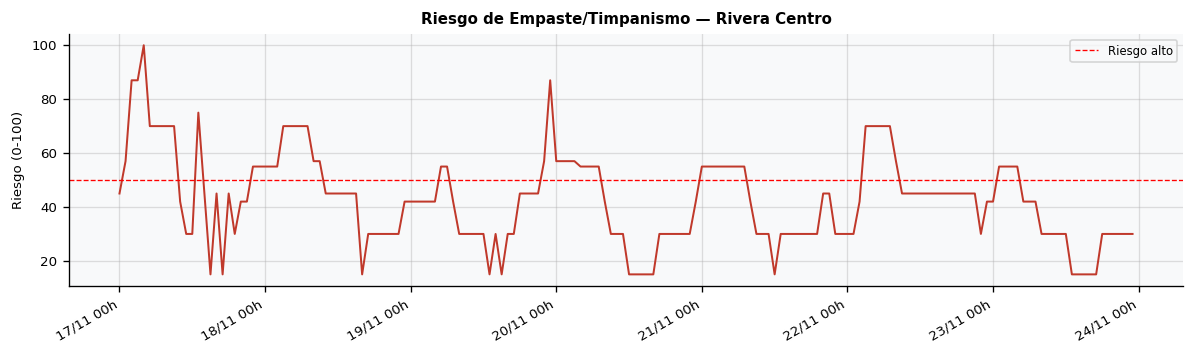 Riesgo de Empaste/Timpanismo — Rivera Centro
Riesgo alto
Riesgo (0-100)
100
80
60
40
20
17/11 00h
18/11 00h
19/11 00h
20/11 00h
21/11 00h
22/11 00h
23/11 00h
24/11 00h